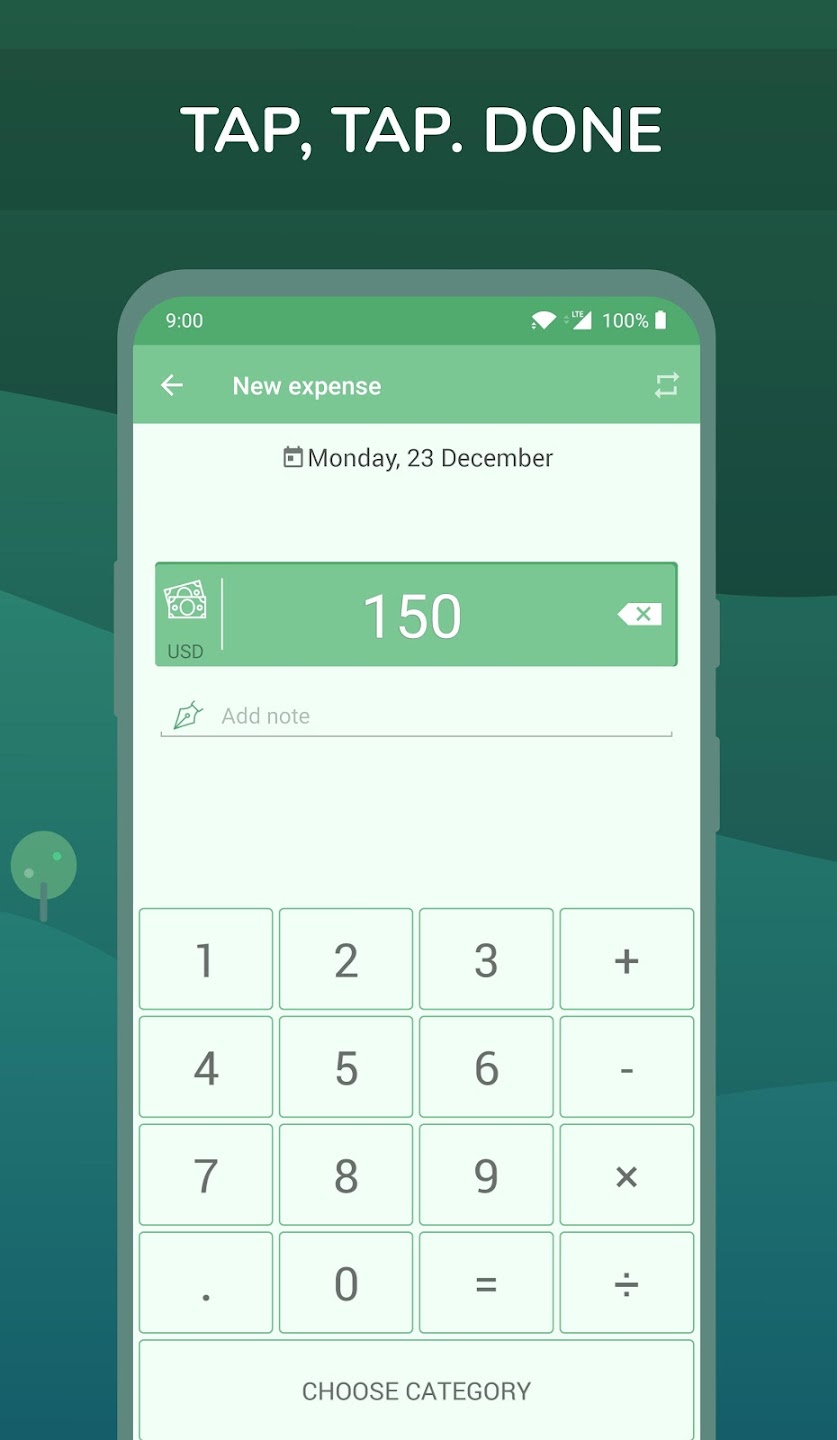 TAP, TAP. DONE
9:00 LTE 100%
New expense
Monday, 23 December
150
USD
Add note
1 2 3 +
4 5 6 -
7 8 9 ×
. 0 = ÷
CHOOSE CATEGORY